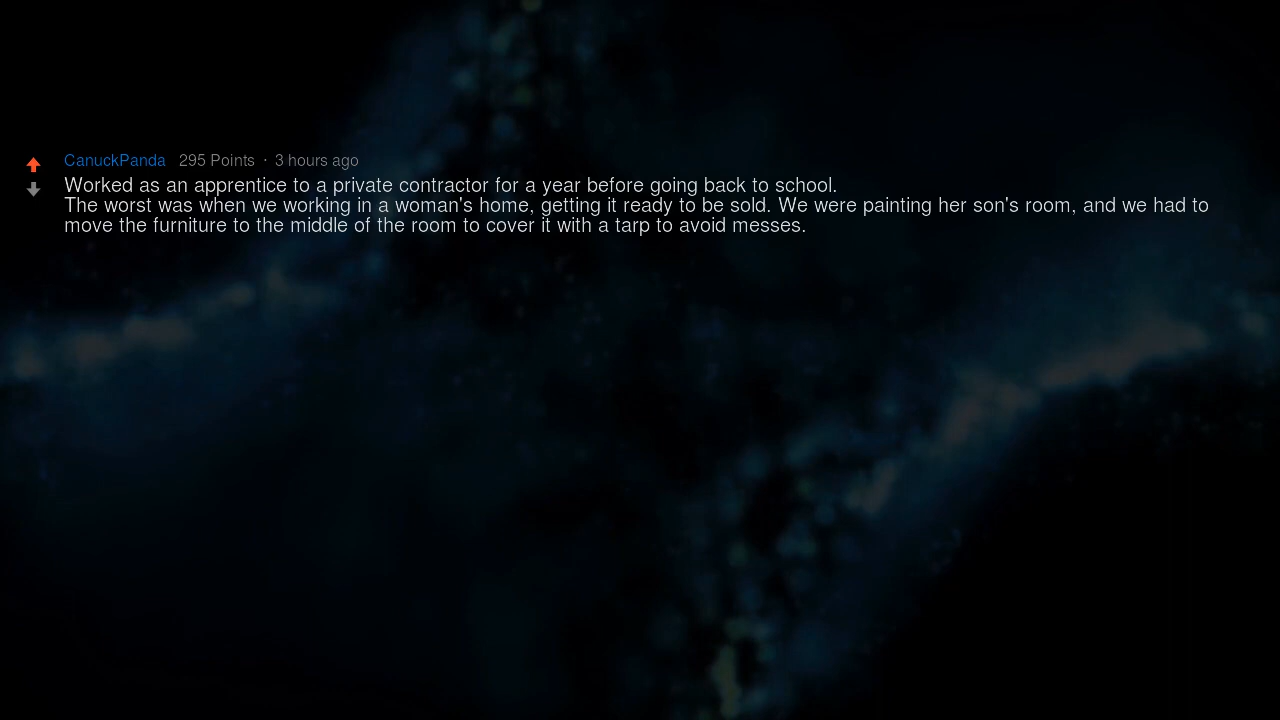 CanuckPanda 295 Points · 3 hours ago
Worked as an apprentice to a private contractor for a year before going back to school.
The worst was when we working in a woman's home, getting it ready to be sold. We were painting her son's room, and we had to
move the furniture to the middle of the room to cover it with a tarp to avoid messes.